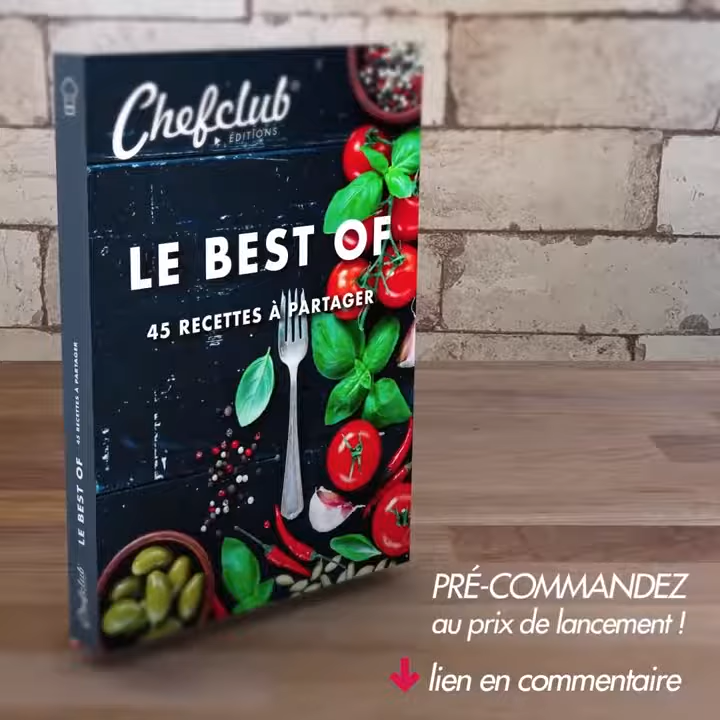 Chefclub
ÉDITIONS
LE BEST OF
45 RECETTES À PARTAGER
Chefclub LE BEST OF 45 RECETTES À PARTAGER
PRÉ-COMMANDEZ
au prix de lancement !
lien en commentaire